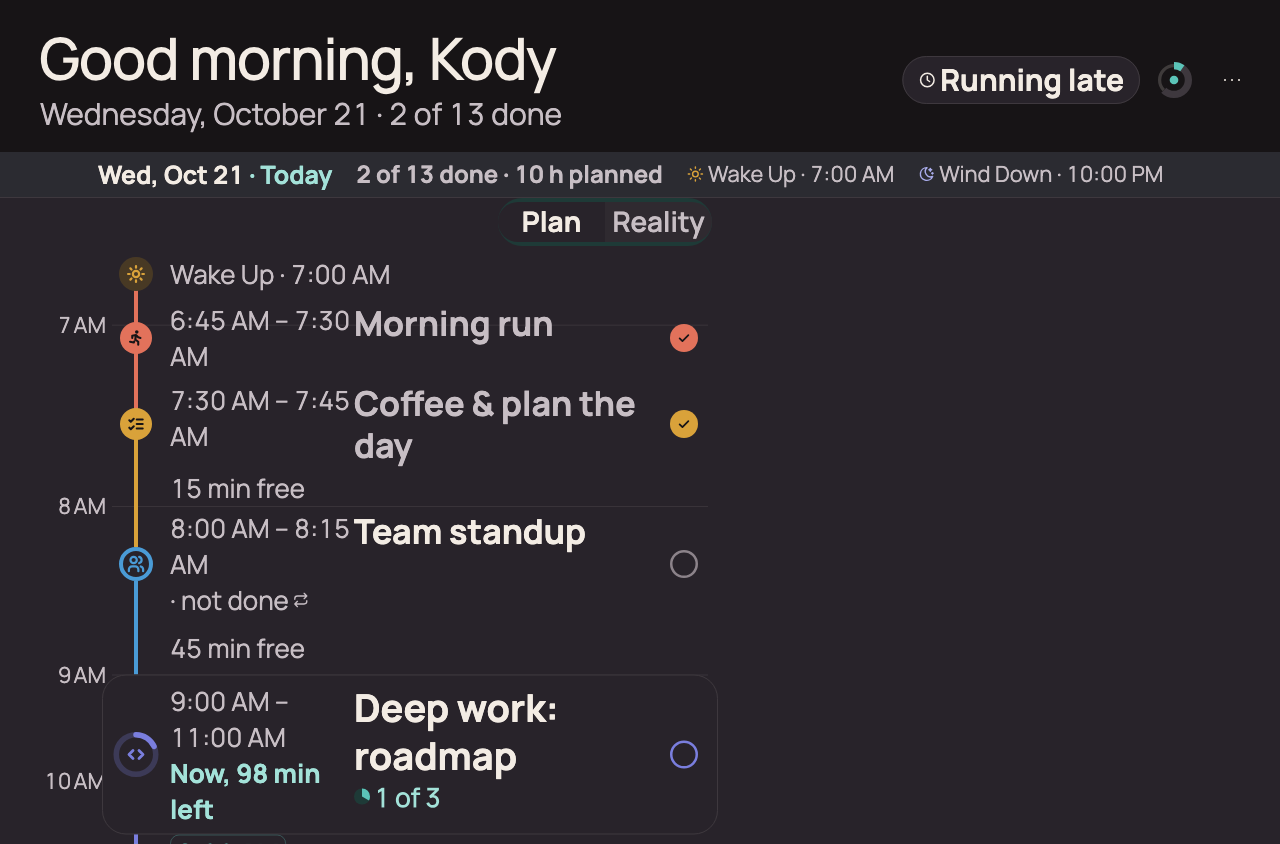 Good morning, Kody
Wednesday, October 21 · 2 of 13 done
Running late
Wed, Oct 21 · Today 2 of 13 done · 10 h planned Wake Up · 7:00 AM Wind Down · 10:00 PM
Plan Reality
Wake Up · 7:00 AM
7 AM
6:45 AM – 7:30 AM
Morning run
7:30 AM – 7:45 AM
Coffee & plan the day
15 min free
8 AM
8:00 AM – 8:15 AM
· not done
Team standup
45 min free
9 AM
9:00 AM – 11:00 AM
Now, 98 min left
Deep work: roadmap
1 of 3
10 AM